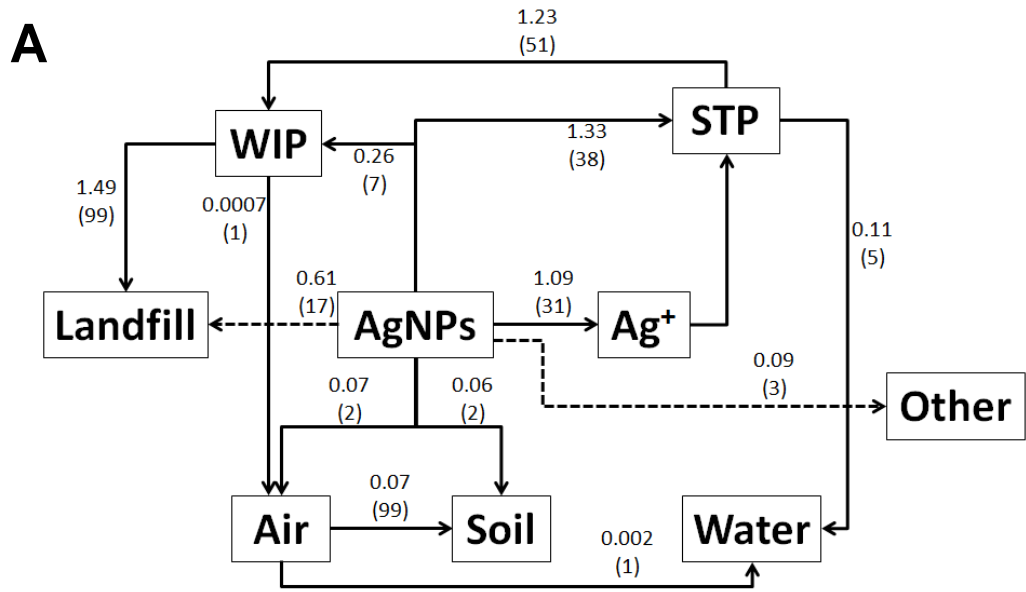 A
1.23
(51)
STP
WIP
0.26
(7)
1.33
(38)
1.49
(99)
0.0007
(1)
0.11
(5)
0.61
(17)
1.09
(31)
Landfill
AgNPs
Ag+
0.09
(3)
Other
0.07
(2)
0.06
(2)
0.07
(99)
Air
Soil
Water
0.002
(1)